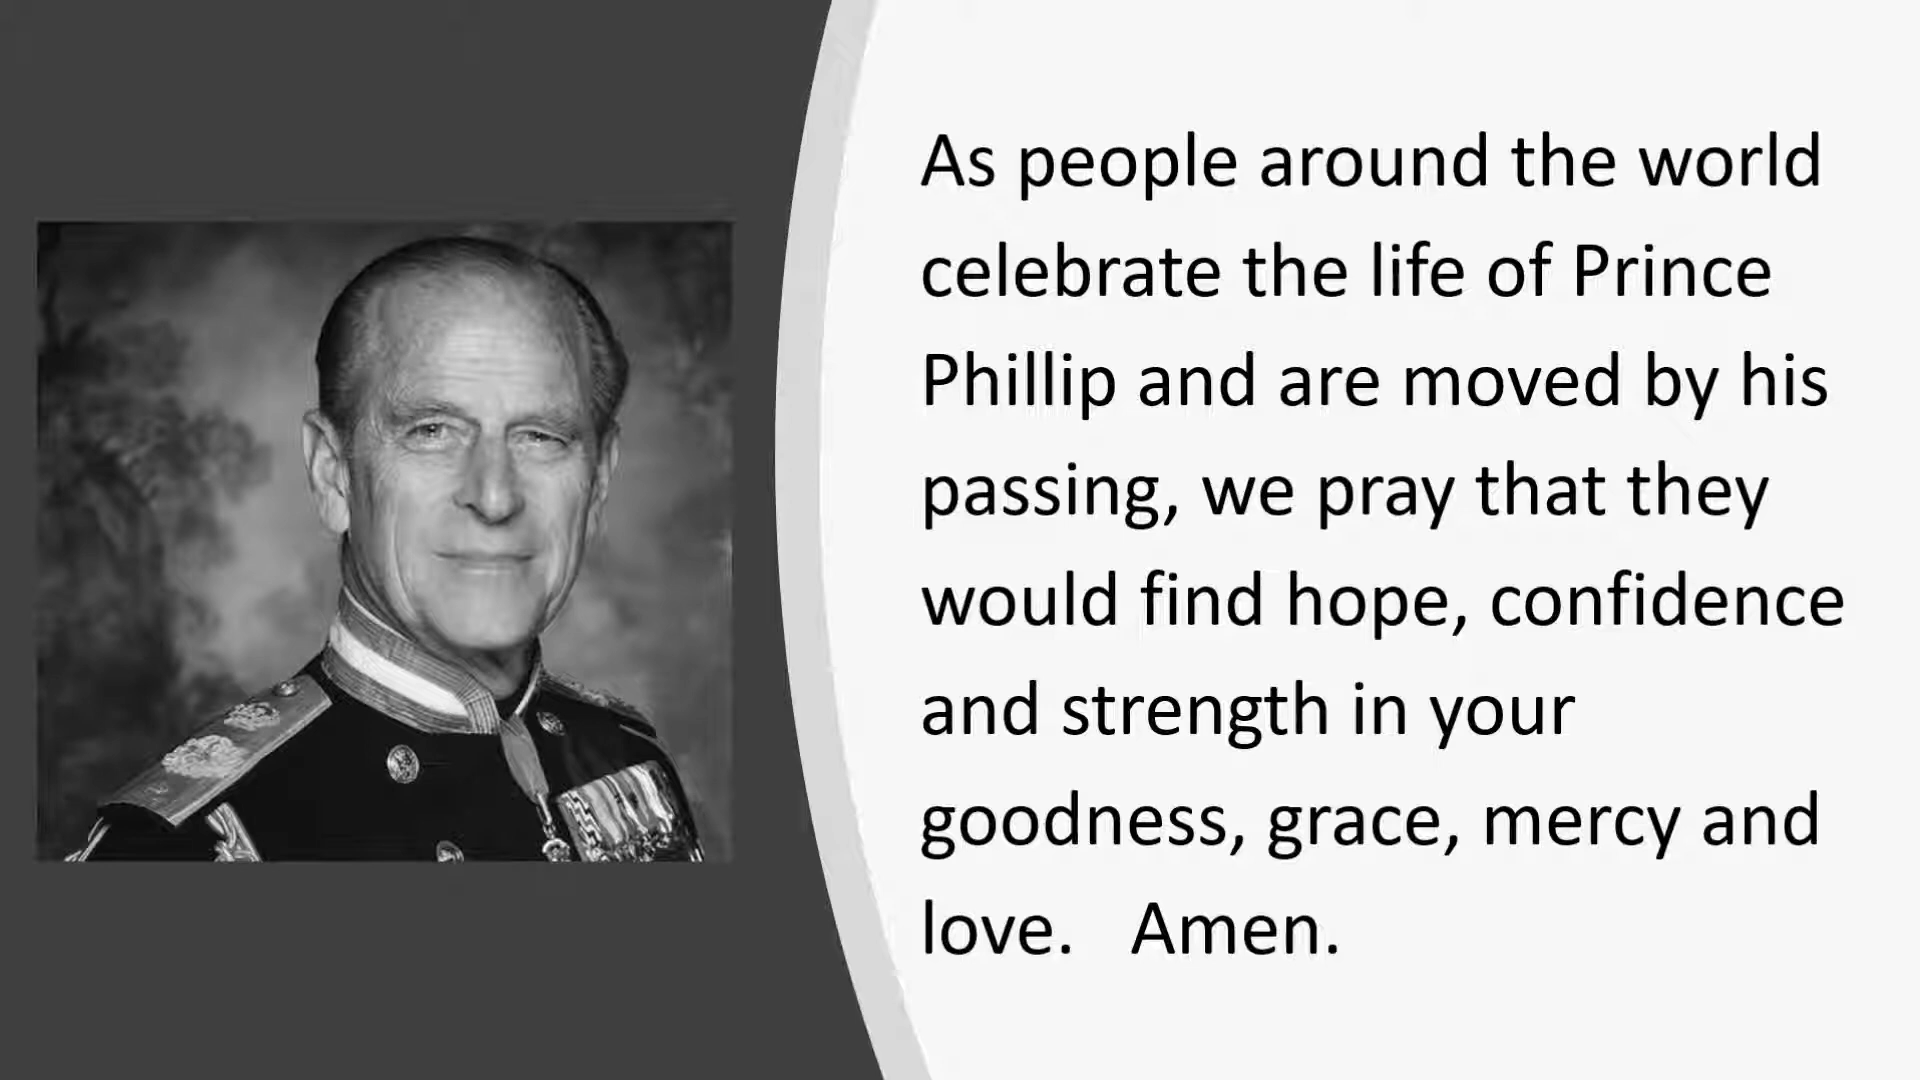 As people around the world
celebrate the life of Prince
Phillip and are moved by his
passing, we pray that they
would find hope, confidence
and strength in your
goodness, grace, mercy and
love.   Amen.